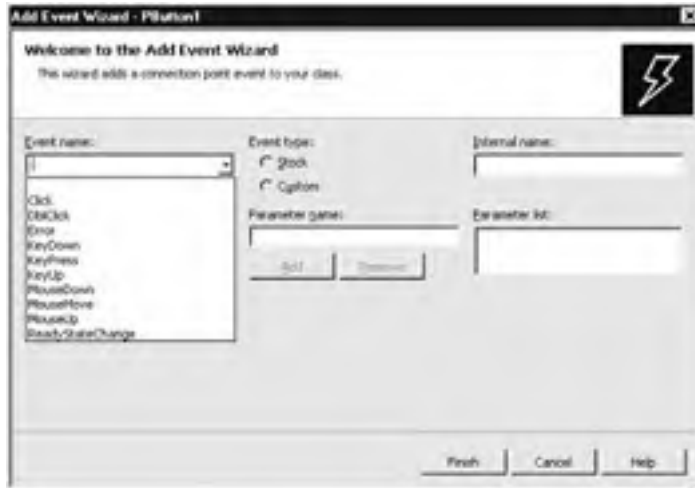 Add Event Wizard - PButton1
Welcome to the Add Event Wizard
This wizard adds a connection point event to your class.
Event name:
Event type:
Internal name:
Stock
Custom
Click
DblClick
Error
KeyDown
KeyPress
KeyUp
MouseDown
MouseMove
MouseUp
ReadyStateChange
Parameter name:
Parameter list:
Add
Remove
Finish
Cancel
Help